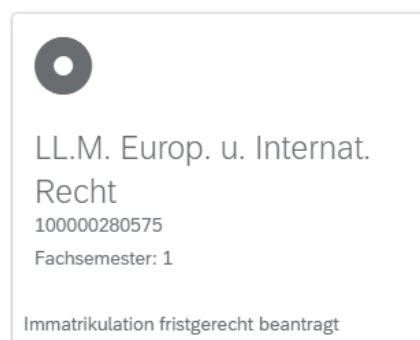 LL.M. Europ. u. Internat.
Recht
100000280575
Fachsemester: 1
Immatrikulation fristgerecht beantragt